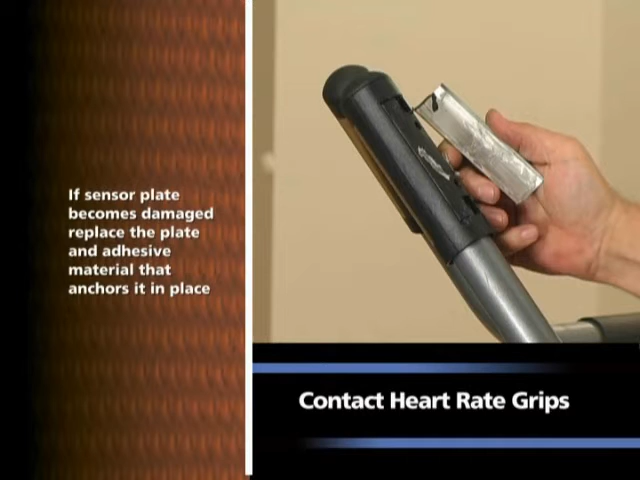 If sensor plate
becomes damaged
replace the plate
and adhesive
material that
anchors it in place
Contact Heart Rate Grips